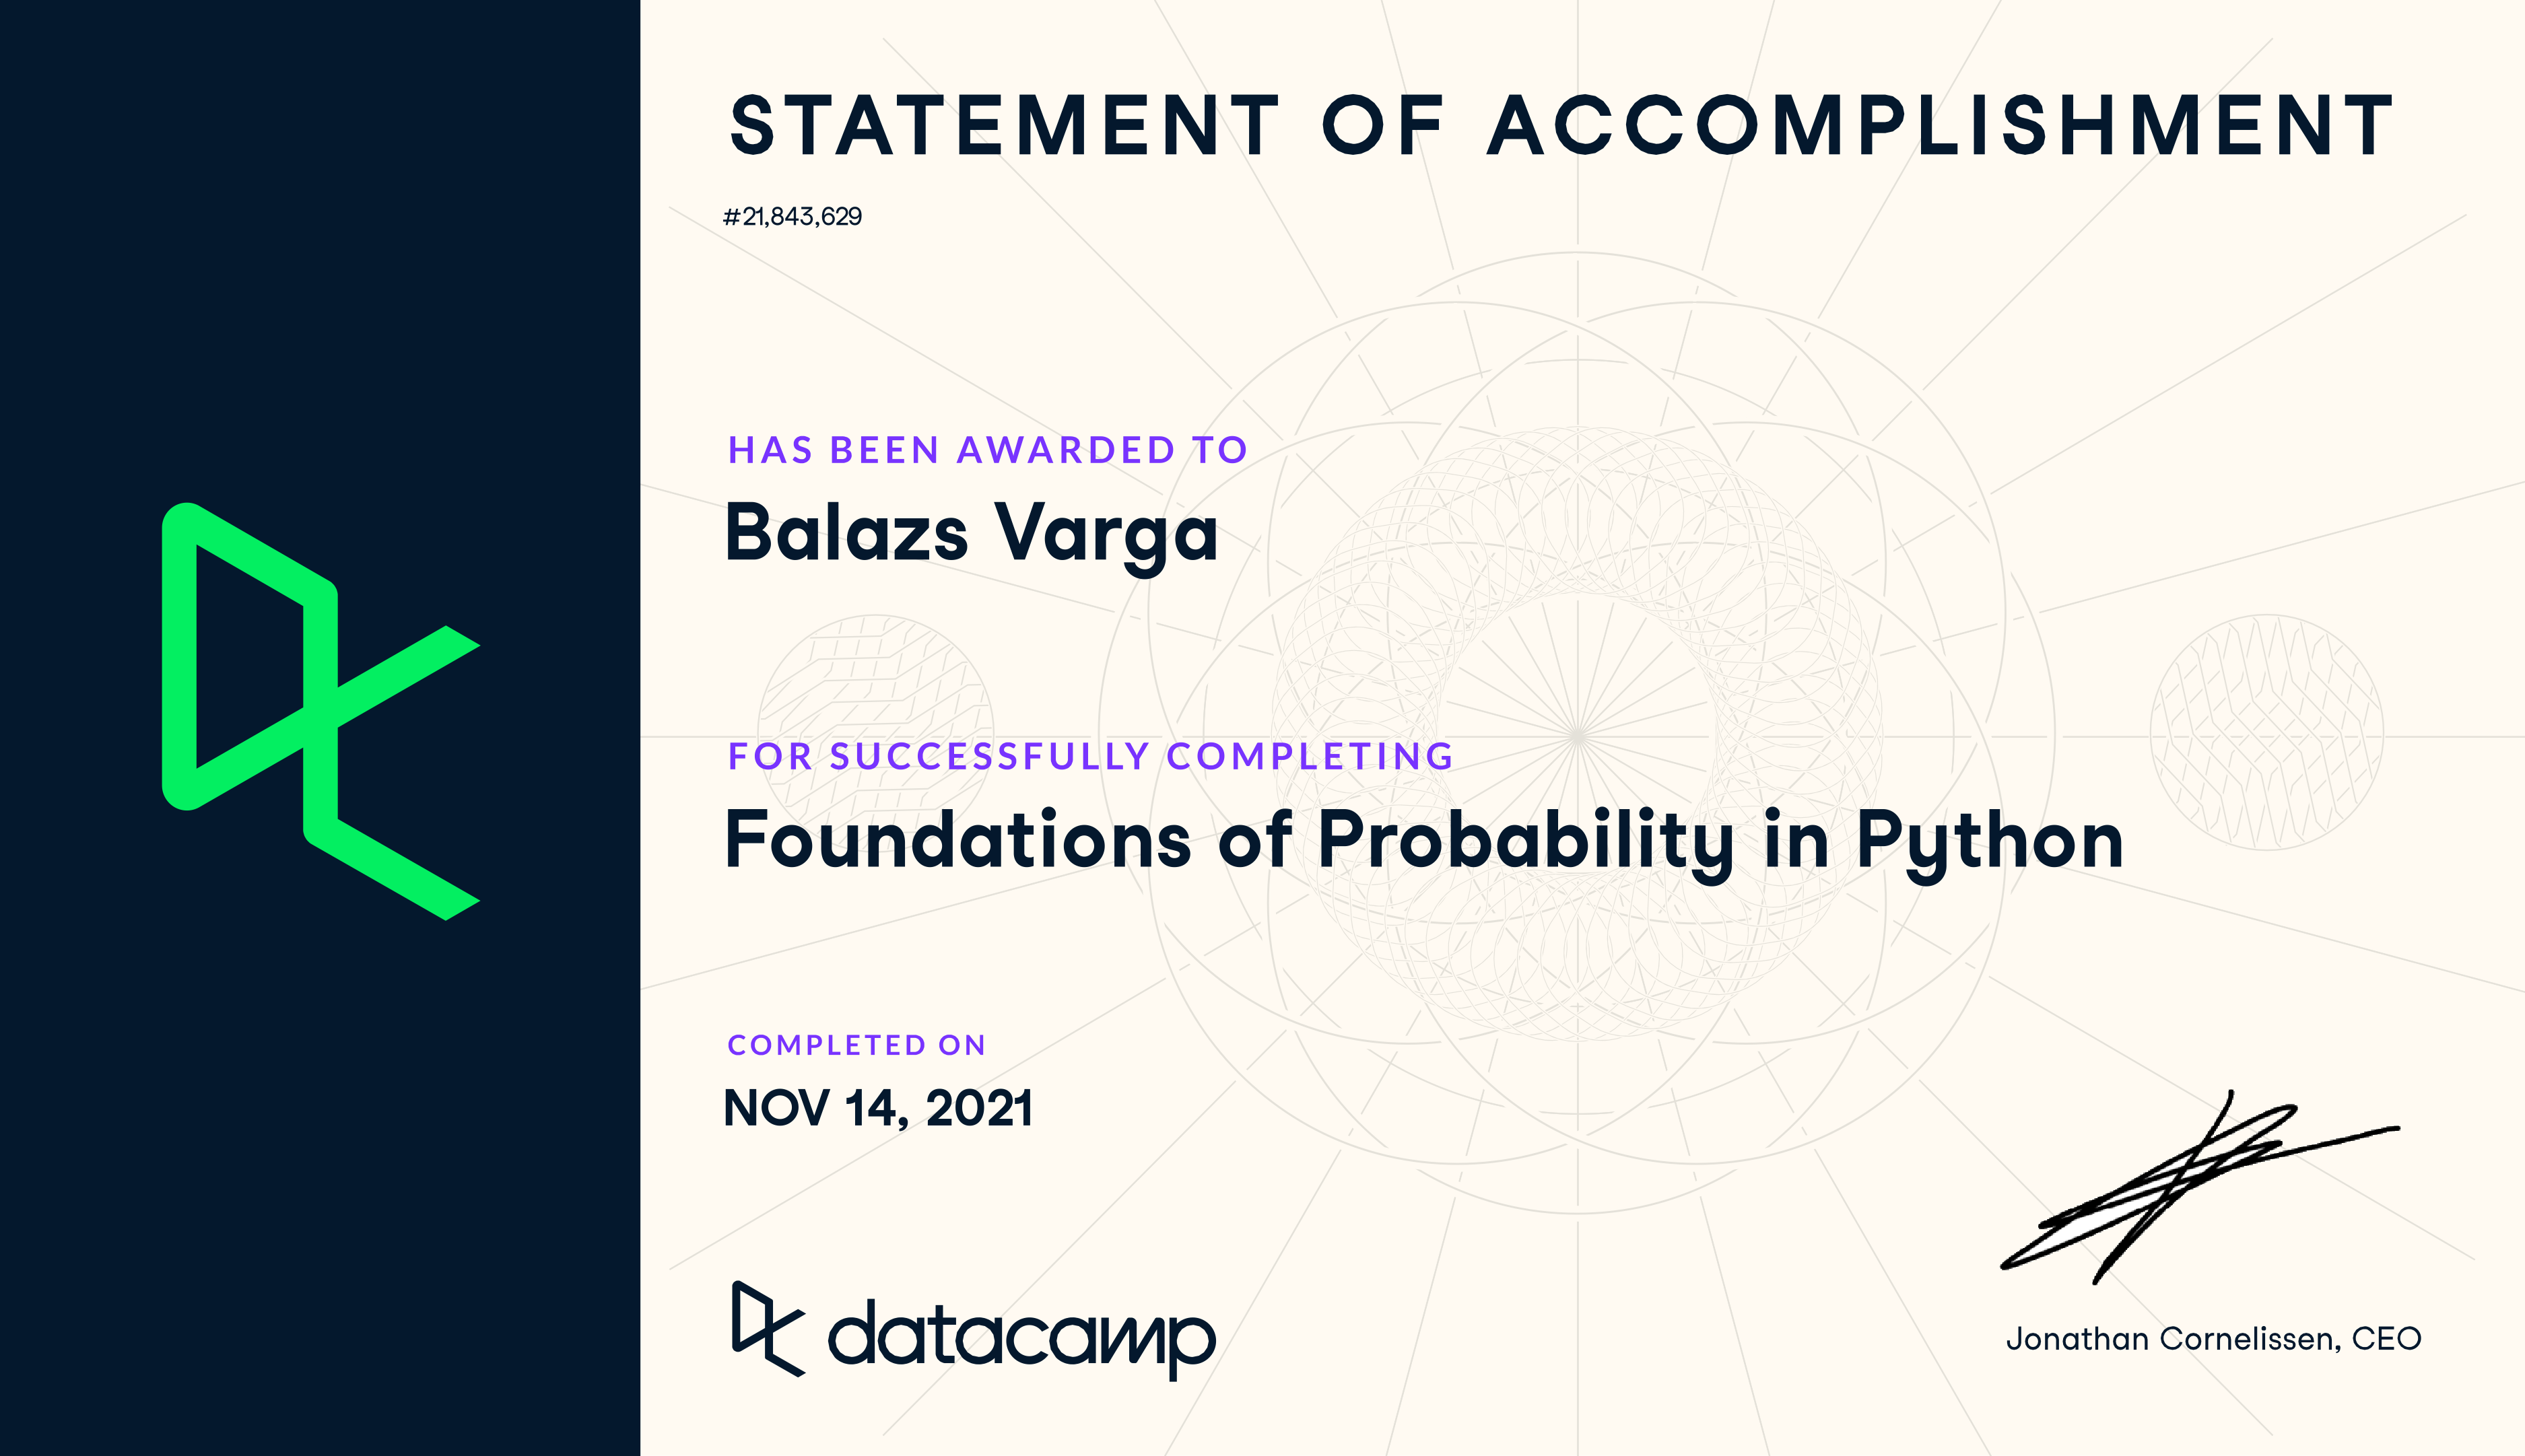 STATEMENT OF ACCOMPLISHMENT
#21,843,629
HAS BEEN AWARDED TO
Balazs Varga
FOR SUCCESSFULLY COMPLETING
Foundations of Probability in Python
COMPLETED ON
NOV 14, 2021
datacamp
Jonathan Cornelissen, CEO